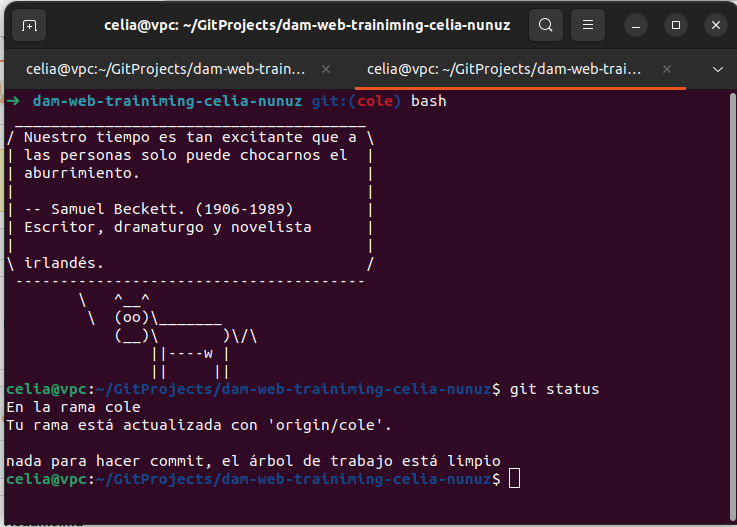 celia@vpc: ~/GitProjects/dam-web-trainiming-celia-nunuz
celia@vpc:~/GitProjects/dam-web-train... × celia@vpc: ~/GitProjects/dam-web-trai... ×
→ dam-web-trainiming-celia-nunuz git:(cole) bash
 _______________________________________
/ Nuestro tiempo es tan excitante que a \
| las personas solo puede chocarnos el  |
| aburrimiento.                         |
|                                       |
| -- Samuel Beckett. (1906-1989)        |
| Escritor, dramaturgo y novelista      |
|                                       |
\ irlandés.                             /
 ---------------------------------------
        \   ^__^
         \  (oo)\_______
            (__)\       )\/\
                ||----w |
                ||     ||
celia@vpc:~/GitProjects/dam-web-trainiming-celia-nunuz$ git status
En la rama cole
Tu rama está actualizada con 'origin/cole'.

nada para hacer commit, el árbol de trabajo está limpio
celia@vpc:~/GitProjects/dam-web-trainiming-celia-nunuz$